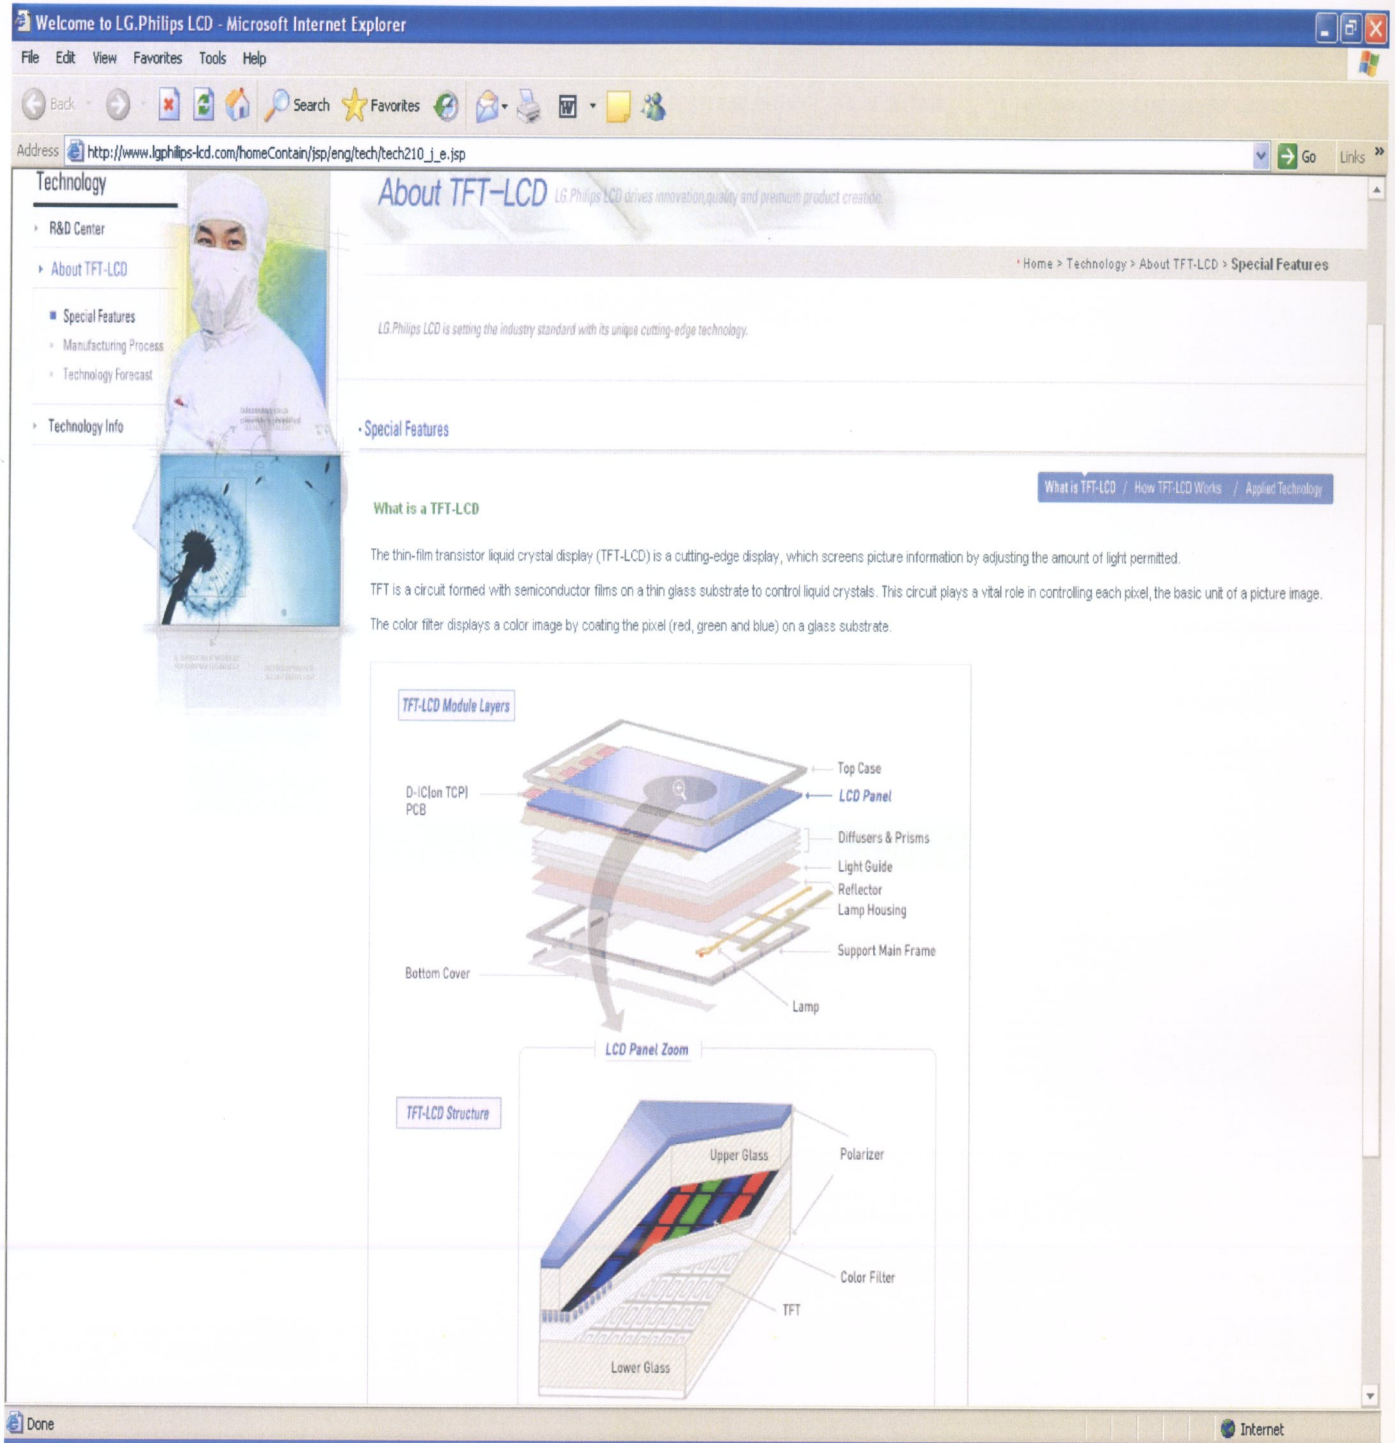 Welcome to LG.Philips LCD - Microsoft Internet Explorer
File Edit View Favorites Tools Help
Back Search Favorites
Address http://www.lgphilips-lcd.com/homeContain/jsp/eng/tech/tech210_j_e.jsp Go Links »
Technology
About TFT-LCD LG.Philips LCD drives innovation,quality and premium product creation.
R&D Center
About TFT-LCD
Home > Technology > About TFT-LCD > Special Features
Special Features
Manufacturing Process
Technology Forecast
LG.Philips LCD is setting the industry standard with its unique cutting-edge technology.
Technology Info
Special Features
What is TFT-LCD / How TFT-LCD Works / Applied Technology
What is a TFT-LCD
The thin-film transistor liquid crystal display (TFT-LCD) is a cutting-edge display, which screens picture information by adjusting the amount of light permitted.
TFT is a circuit formed with semiconductor films on a thin glass substrate to control liquid crystals. This circuit plays a vital role in controlling each pixel, the basic unit of a picture image.
The color filter displays a color image by coating the pixel (red, green and blue) on a glass substrate.
TFT-LCD Module Layers
Top Case
D-IC(on TCP)
PCB
LCD Panel
Diffusers & Prisms
Light Guide
Reflector
Lamp Housing
Support Main Frame
Bottom Cover
Lamp
LCD Panel Zoom
TFT-LCD Structure
Upper Glass
Polarizer
Color Filter
TFT
Lower Glass
Done
Internet